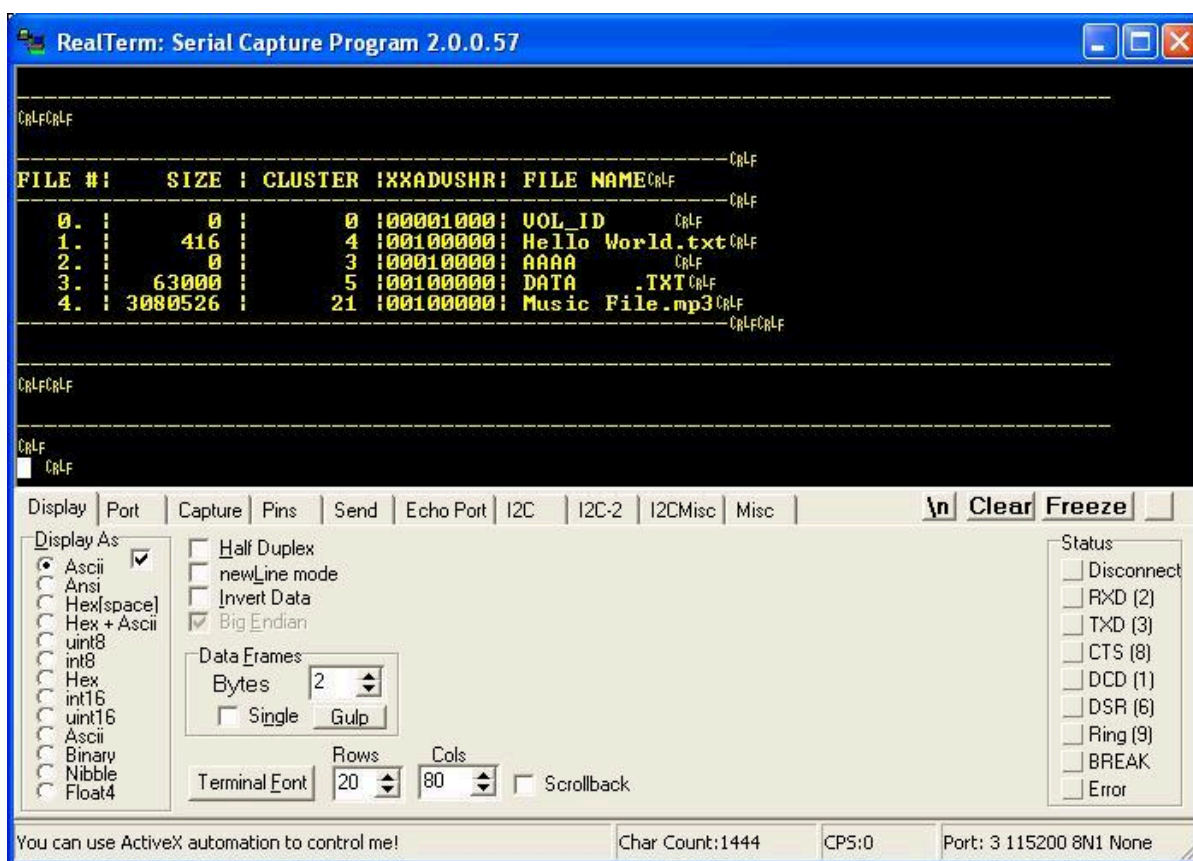 RealTerm: Serial Capture Program 2.0.0.57
------------------------------------------------------------------------------------------
CRLFCRLF
----------------------------------------------------------CRLF
FILE #| SIZE | CLUSTER |XXADVSHR| FILE NAMECRLF
----------------------------------------------------------CRLF
0. | 0 | 0 |00001000| VOL_ID CRLF
1. | 416 | 4 |00100000| Hello World.txtCRLF
2. | 0 | 3 |00010000| AAAA CRLF
3. | 63000 | 5 |00100000| DATA .TXTCRLF
4. | 3080526 | 21 |00100000| Music File.mp3CRLF
----------------------------------------------------------CRLFCRLF
------------------------------------------------------------------------------------------
CRLFCRLF
------------------------------------------------------------------------------------------
CRLF
CRLF
Display Port Capture Pins Send Echo Port I2C I2C-2 I2CMisc Misc \n Clear Freeze
Display As
Ascii
Ansi
Hex[space]
Hex + Ascii
uint8
int8
Hex
int16
uint16
Ascii
Binary
Nibble
Float4
Half Duplex
newLine mode
Invert Data
Big Endian
Data Frames
Bytes 2
Single Gulp
Rows Cols
Terminal Font 20 80 Scrollback
Status
Disconnect
RXD (2)
TXD (3)
CTS (8)
DCD (1)
DSR (6)
Ring (9)
BREAK
Error
You can use ActiveX automation to control me! Char Count:1444 CPS:0 Port: 3 115200 8N1 None